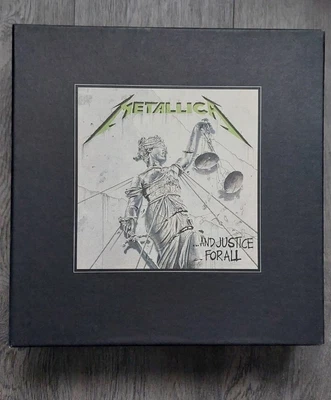 METALLICA
...AND JUSTICE
FOR ALL